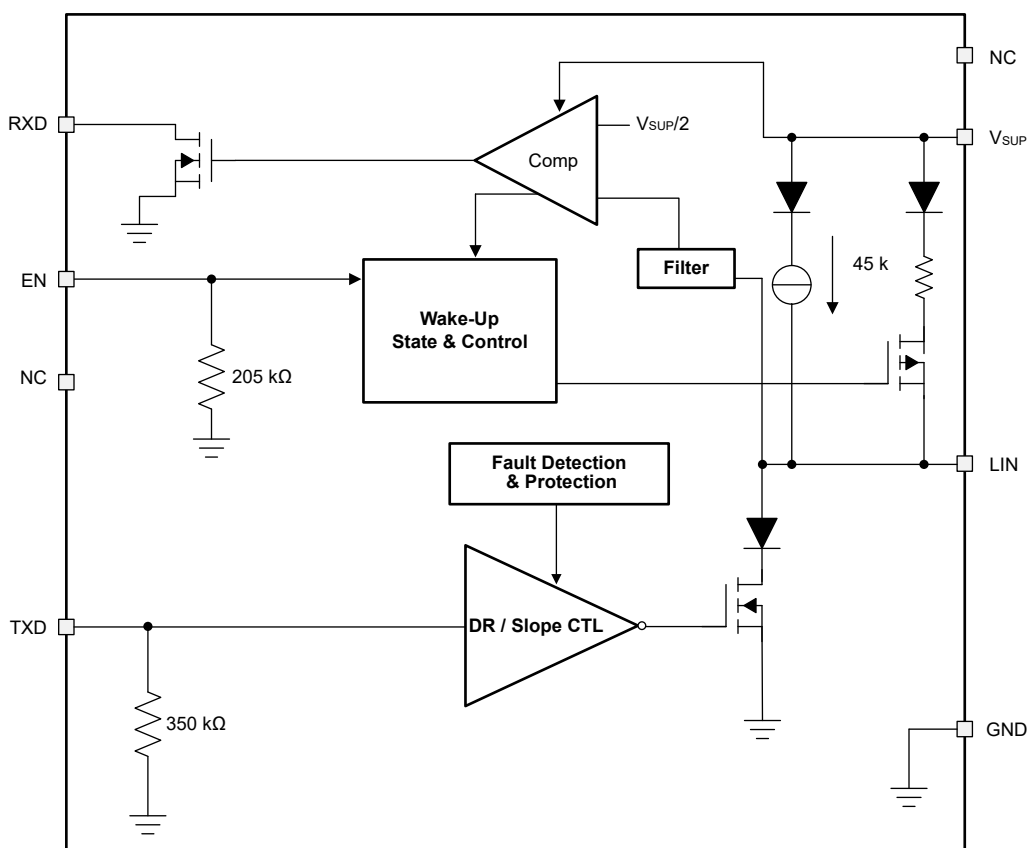 NC
RXD
VSUP/2
VSUP
Comp
EN
Filter
45 k
Wake-Up
State & Control
NC
205 kΩ
Fault Detection
& Protection
LIN
TXD
DR / Slope CTL
350 kΩ
GND